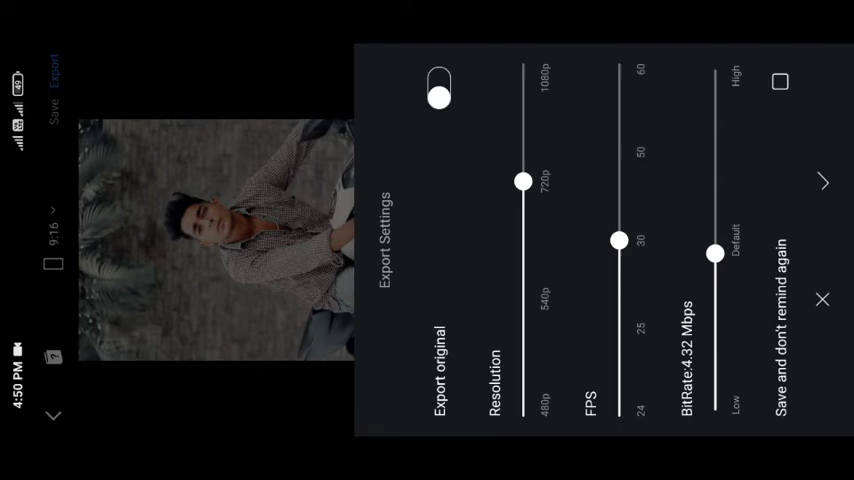 4:50 PM
49
9:16
Save Export
Export Settings
Export original
Resolution
480p 540p 720p 1080p
FPS
24 25 30 50 60
BitRate:4.32 Mbps
Low Default High
Save and don't remind again